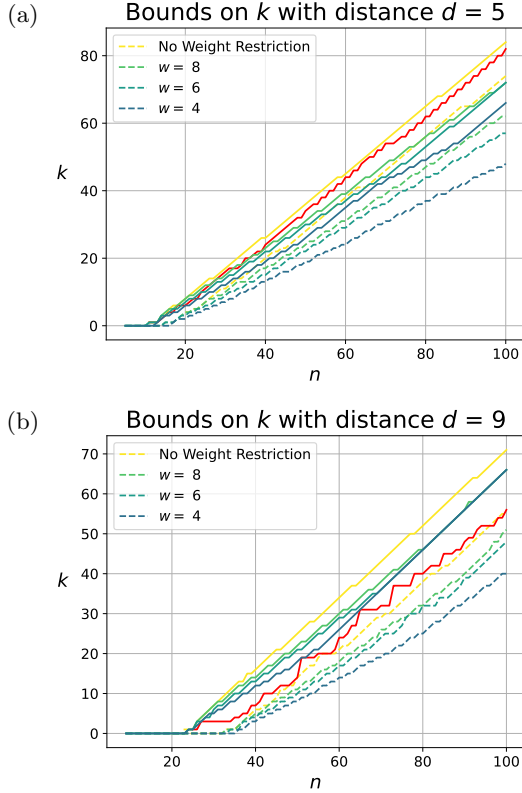 (a)
Bounds on k with distance d = 5
No Weight Restriction
w = 8
w = 6
w = 4
80
60
40
20
0
k
20
40
60
80
100
n
(b)
Bounds on k with distance d = 9
No Weight Restriction
w = 8
w = 6
w = 4
70
60
50
40
30
20
10
0
k
20
40
60
80
100
n